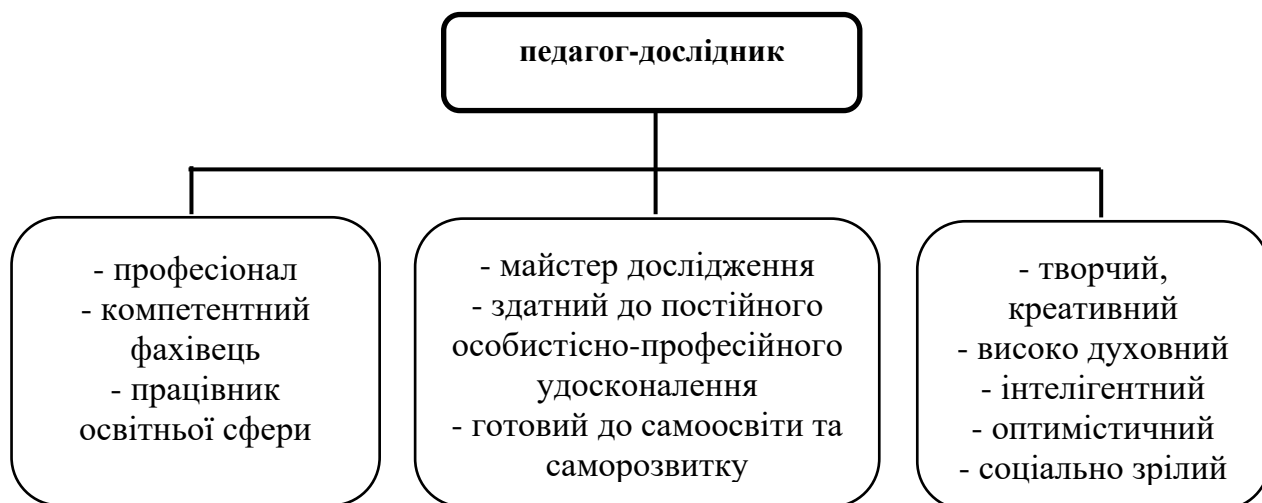 педагог-дослідник
- професіонал
- компетентний
фахівець
- працівник
освітньої сфери
- майстер дослідження
- здатний до постійного
особистісно-професійного
удосконалення
- готовий до самоосвіти та
саморозвитку
- творчий,
креативний
- високо духовний
- інтелігентний
- оптимістичний
- соціально зрілий